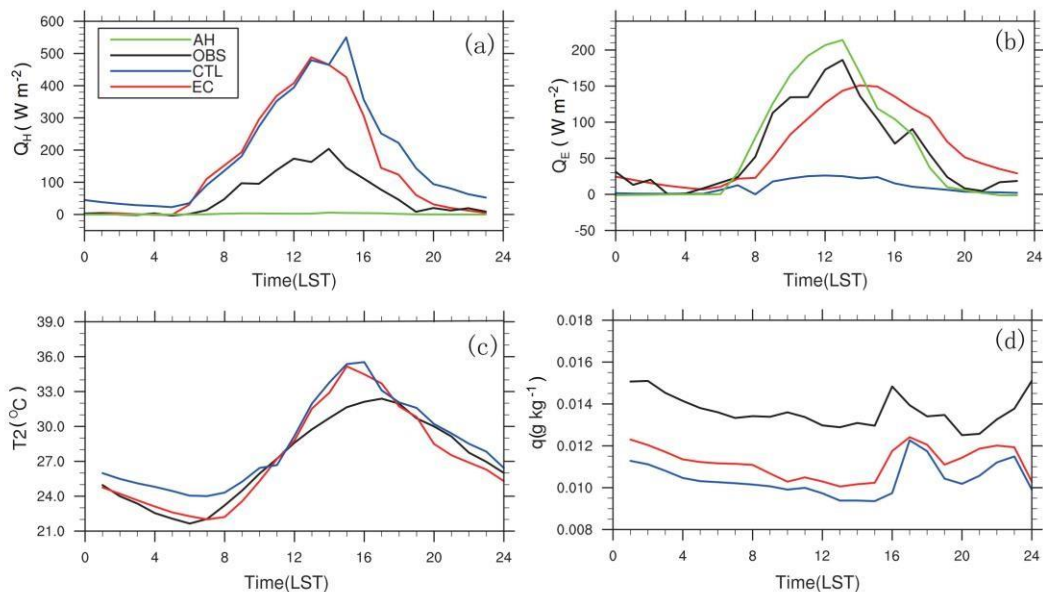 600
500
400
300
200
100
0
Q_H ( W m^-2)
AH
OBS
CTL
EC
(a)
0 4 8 12 16 20 24
Time(LST)
200
150
100
50
0
-50
Q_E ( W m^-2)
(b)
0 4 8 12 16 20 24
Time(LST)
39.0
36.0
33.0
30.0
27.0
24.0
21.0
T2 (°C)
(c)
0 4 8 12 16 20 24
Time(LST)
0.018
0.016
0.014
0.012
0.010
0.008
q(g kg^-1)
(d)
0 4 8 12 16 20 24
Time(LST)